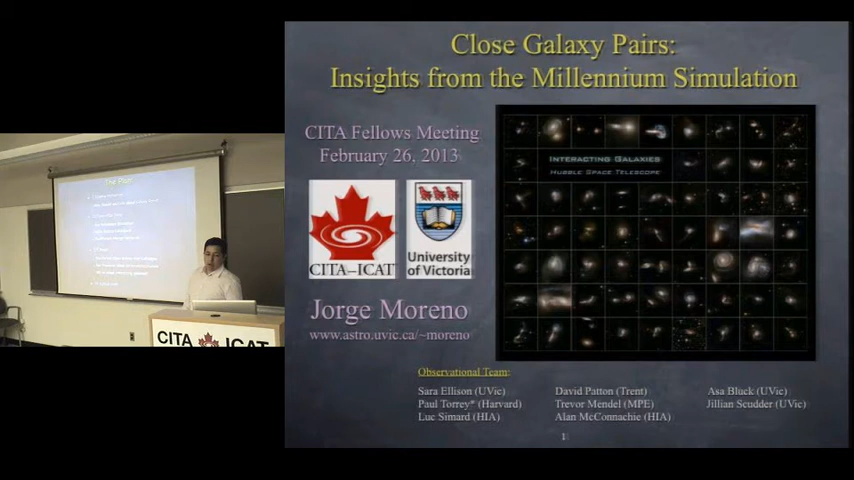 Close Galaxy Pairs:
Insights from the Millennium Simulation
CITA Fellows Meeting
February 26, 2013
INTERACTING GALAXIES
HUBBLE SPACE TELESCOPE
CITA–ICAT
University
of Victoria
Jorge Moreno
www.astro.uvic.ca/~moreno
Observational Team:
Sara Ellison (UVic)
Paul Torrey* (Harvard)
Luc Simard (HIA)
David Patton (Trent)
Trevor Mendel (MPE)
Alan McConnachie (HIA)
Asa Bluck (UVic)
Jillian Scudder (UVic)
1
The Plan
CITA ICAT